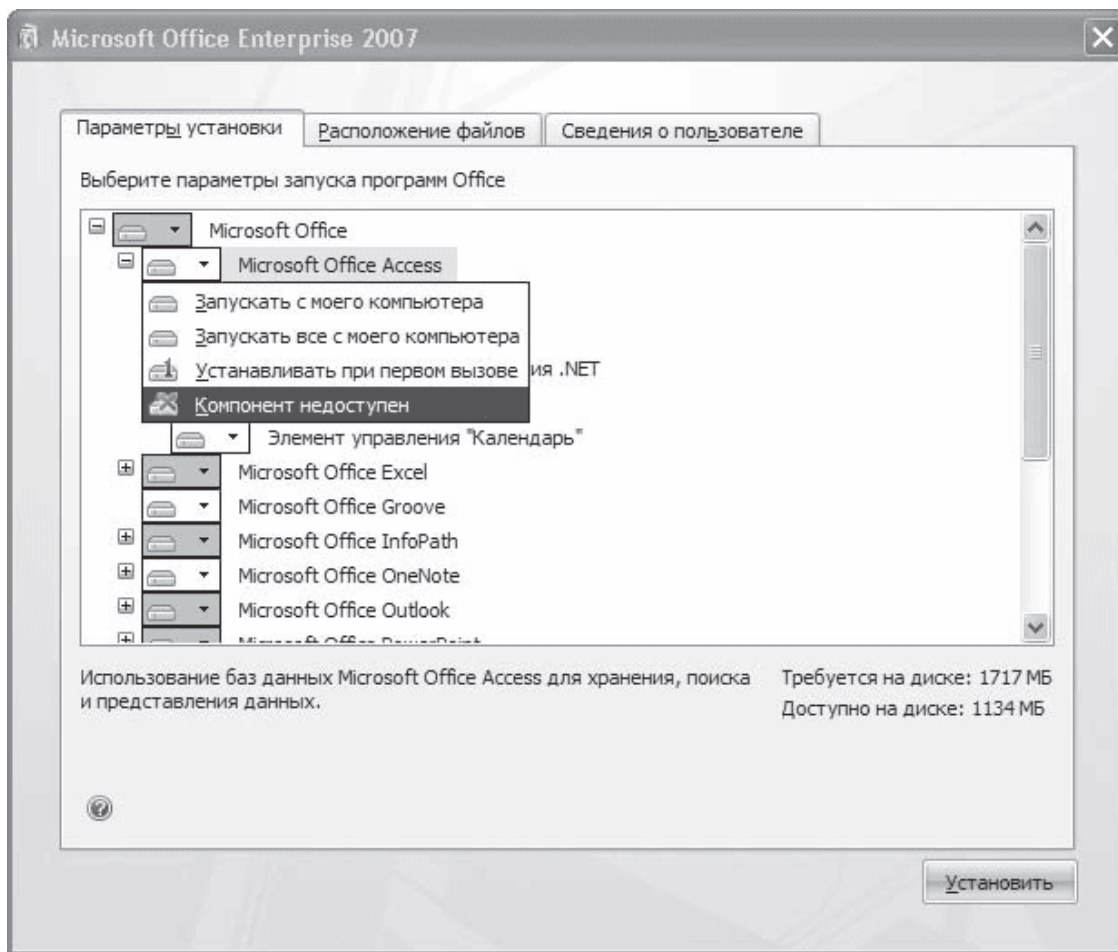 Microsoft Office Enterprise 2007
Параметры установки
Расположение файлов
Сведения о пользователе
Выберите параметры запуска программ Office
Microsoft Office
Microsoft Office Access
Запускать с моего компьютера
Запускать все с моего компьютера
Устанавливать при первом вызове
ия .NET
Компонент недоступен
Элемент управления "Календарь"
Microsoft Office Excel
Microsoft Office Groove
Microsoft Office InfoPath
Microsoft Office OneNote
Microsoft Office Outlook
Microsoft Office PowerPoint
Использование баз данных Microsoft Office Access для хранения, поиска
и представления данных.
Требуется на диске: 1717 МБ
Доступно на диске: 1134 МБ
Установить